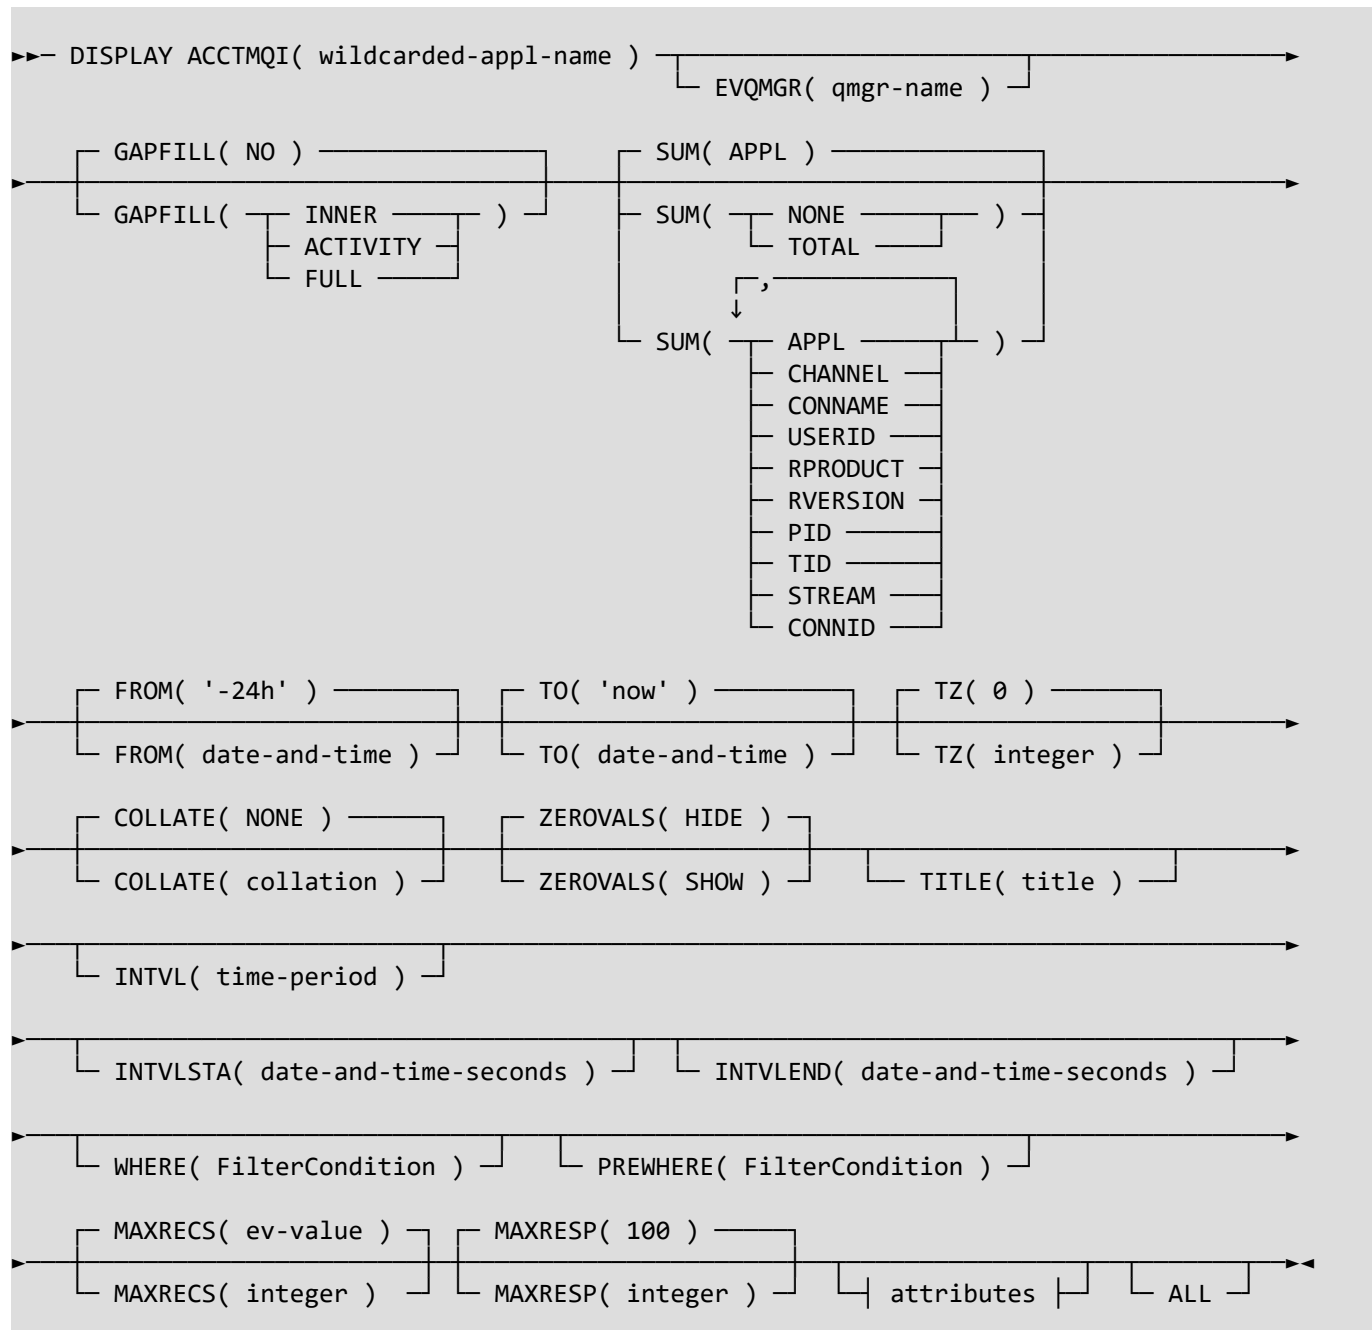 DISPLAY ACCTMQI( wildcarded-appl-name )
EVQMGR( qmgr-name )
GAPFILL( NO ) SUM( APPL )
GAPFILL( INNER ) SUM( NONE )
ACTIVITY TOTAL
FULL ,
SUM( APPL )
CHANNEL
CONNAME
USERID
RPRODUCT
RVERSION
PID
TID
STREAM
CONNID
FROM( '-24h' ) TO( 'now' ) TZ( 0 )
FROM( date-and-time ) TO( date-and-time ) TZ( integer )
COLLATE( NONE ) ZEROVALS( HIDE )
COLLATE( collation ) ZEROVALS( SHOW ) TITLE( title )
INTVL( time-period )
INTVLSTA( date-and-time-seconds ) INTVLEND( date-and-time-seconds )
WHERE( FilterCondition ) PREWHERE( FilterCondition )
MAXRECS( ev-value ) MAXRESP( 100 )
MAXRECS( integer ) MAXRESP( integer ) attributes ALL